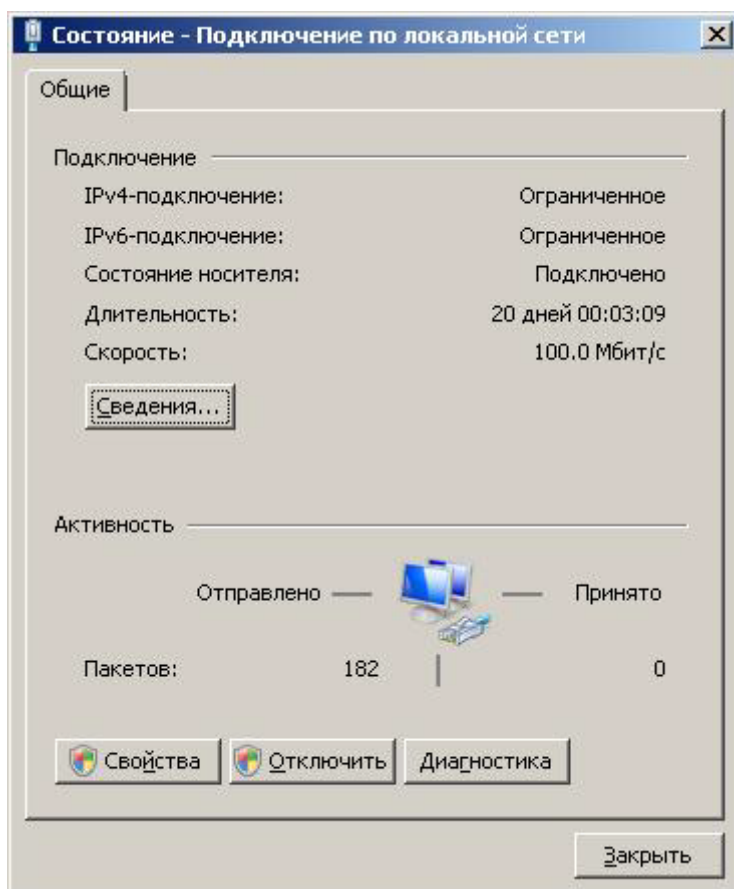 Состояние - Подключение по локальной сети
Общие
Подключение
IPv4-подключение: Ограниченное
IPv6-подключение: Ограниченное
Состояние носителя: Подключено
Длительность: 20 дней 00:03:09
Скорость: 100.0 Мбит/с
Сведения...
Активность
Отправлено — — Принято
Пакетов: 182 | 0
Свойства Отключить Диагностика
Закрыть